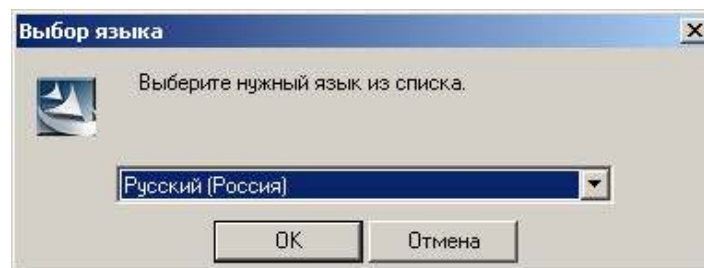 Выбор языка
Выберите нужный язык из списка.
Русский (Россия)
OK
Отмена